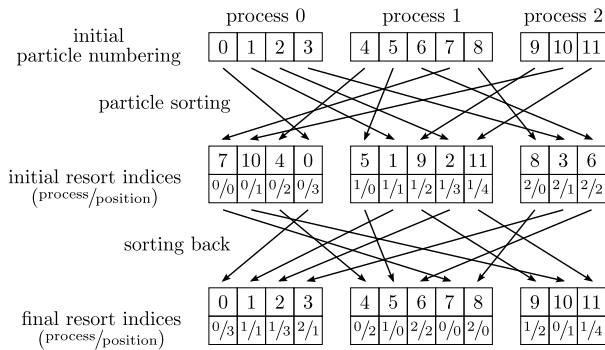 process 0 process 1 process 2
initial
particle numbering
0 1 2 3 4 5 6 7 8 9 10 11
particle sorting
7 10 4 0 5 1 9 2 11 8 3 6
initial resort indices
(process/position)
0/0 0/1 0/2 0/3 1/0 1/1 1/2 1/3 1/4 2/0 2/1 2/2
sorting back
0 1 2 3 4 5 6 7 8 9 10 11
final resort indices
(process/position)
0/3 1/1 1/3 2/1 0/2 1/0 2/2 0/0 2/0 1/2 0/1 1/4